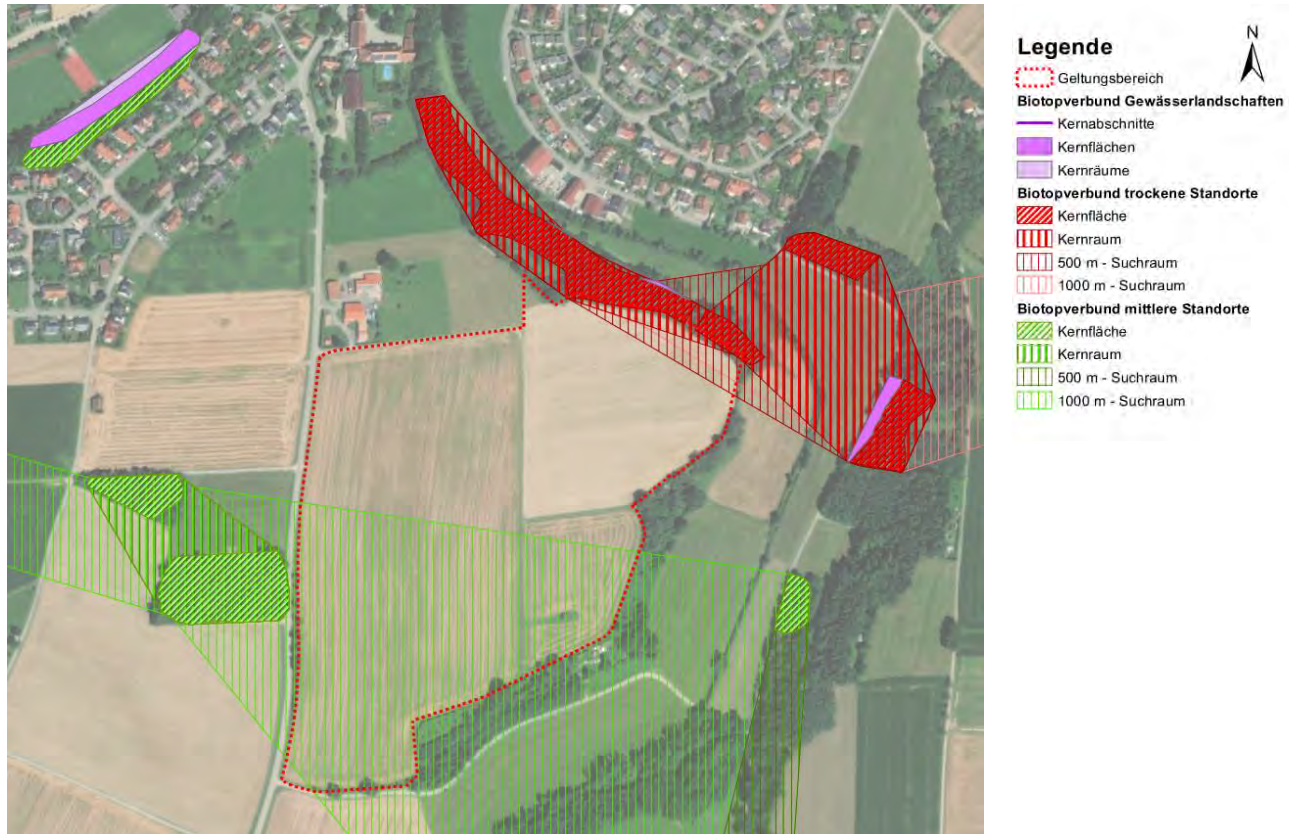 N
Legende
Geltungsbereich
Biotopverbund Gewässerlandschaften
Kernabschnitte
Kernflächen
Kernräume
Biotopverbund trockene Standorte
Kernfläche
Kernraum
500 m - Suchraum
1000 m - Suchraum
Biotopverbund mittlere Standorte
Kernfläche
Kernraum
500 m - Suchraum
1000 m - Suchraum